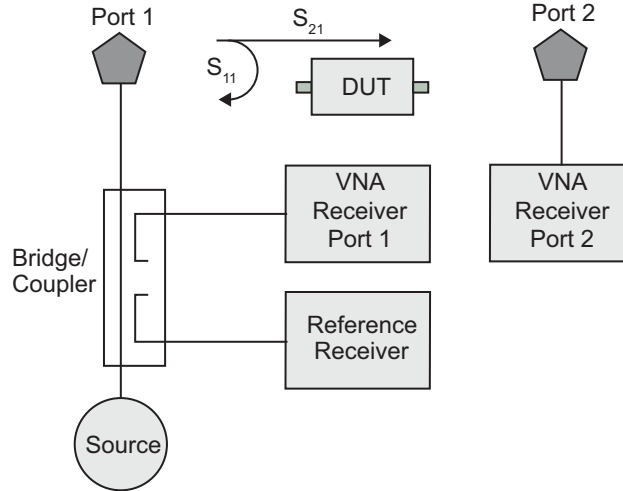 Port 1
S21
Port 2
S11
DUT
VNA
Receiver
Port 1
VNA
Receiver
Port 2
Bridge/
Coupler
Reference
Receiver
Source